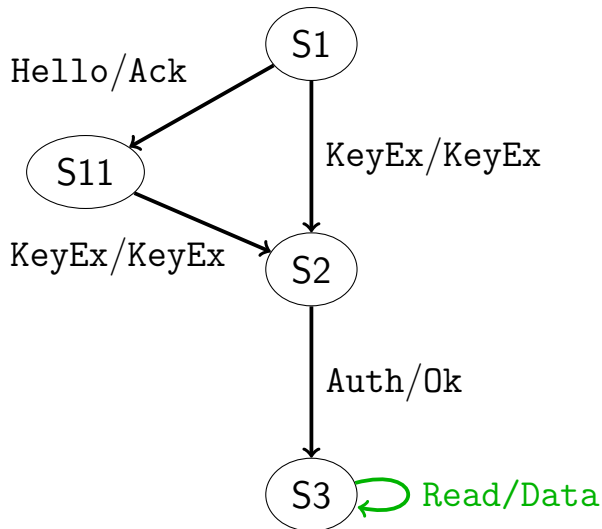 S1
Hello/Ack
KeyEx/KeyEx
S11
KeyEx/KeyEx
S2
Auth/Ok
S3
Read/Data